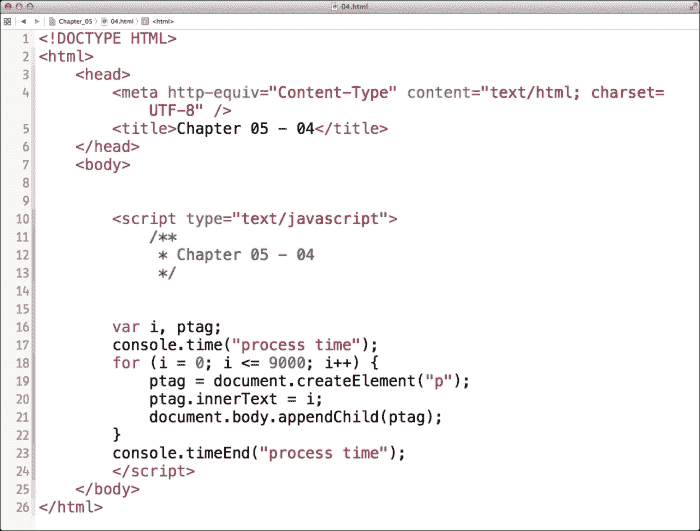 04.html
Chapter_05 > 04.html > <html>
1 <!DOCTYPE HTML>
2 <html>
3 <head>
4 <meta http-equiv="Content-Type" content="text/html; charset=
UTF-8" />
5 <title>Chapter 05 - 04</title>
6 </head>
7 <body>
8
9
10 <script type="text/javascript">
11 /**
12 * Chapter 05 - 04
13 */
14
15
16 var i, ptag;
17 console.time("process time");
18 for (i = 0; i <= 9000; i++) {
19 ptag = document.createElement("p");
20 ptag.innerText = i;
21 document.body.appendChild(ptag);
22 }
23 console.timeEnd("process time");
24 </script>
25 </body>
26 </html>